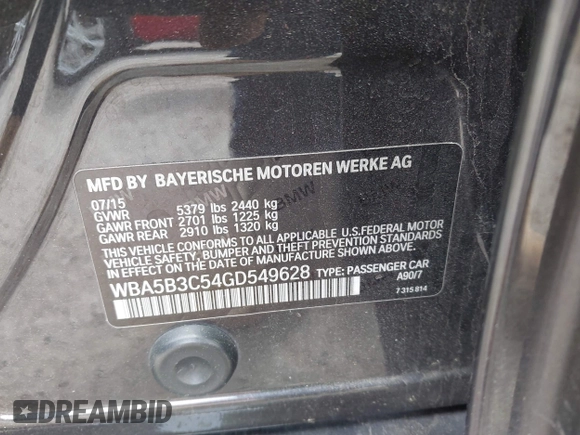 MFD BY BAYERISCHE MOTOREN WERKE AG
07/15
GVWR 5379 lbs 2440 kg
GAWR FRONT 2701 lbs 1225 kg
GAWR REAR 2910 lbs 1320 kg
THIS VEHICLE CONFORMS TO ALL APPLICABLE U.S.FEDERAL MOTOR
VEHICLE SAFETY, BUMPER AND THEFT PREVENTION STANDARDS IN
EFFECT ON THE DATE OF MANUFACTURE SHOWN ABOVE.
WBA5B3C54GD549628 TYPE: PASSENGER CAR
A90/7
7 315 814
DREAMBID